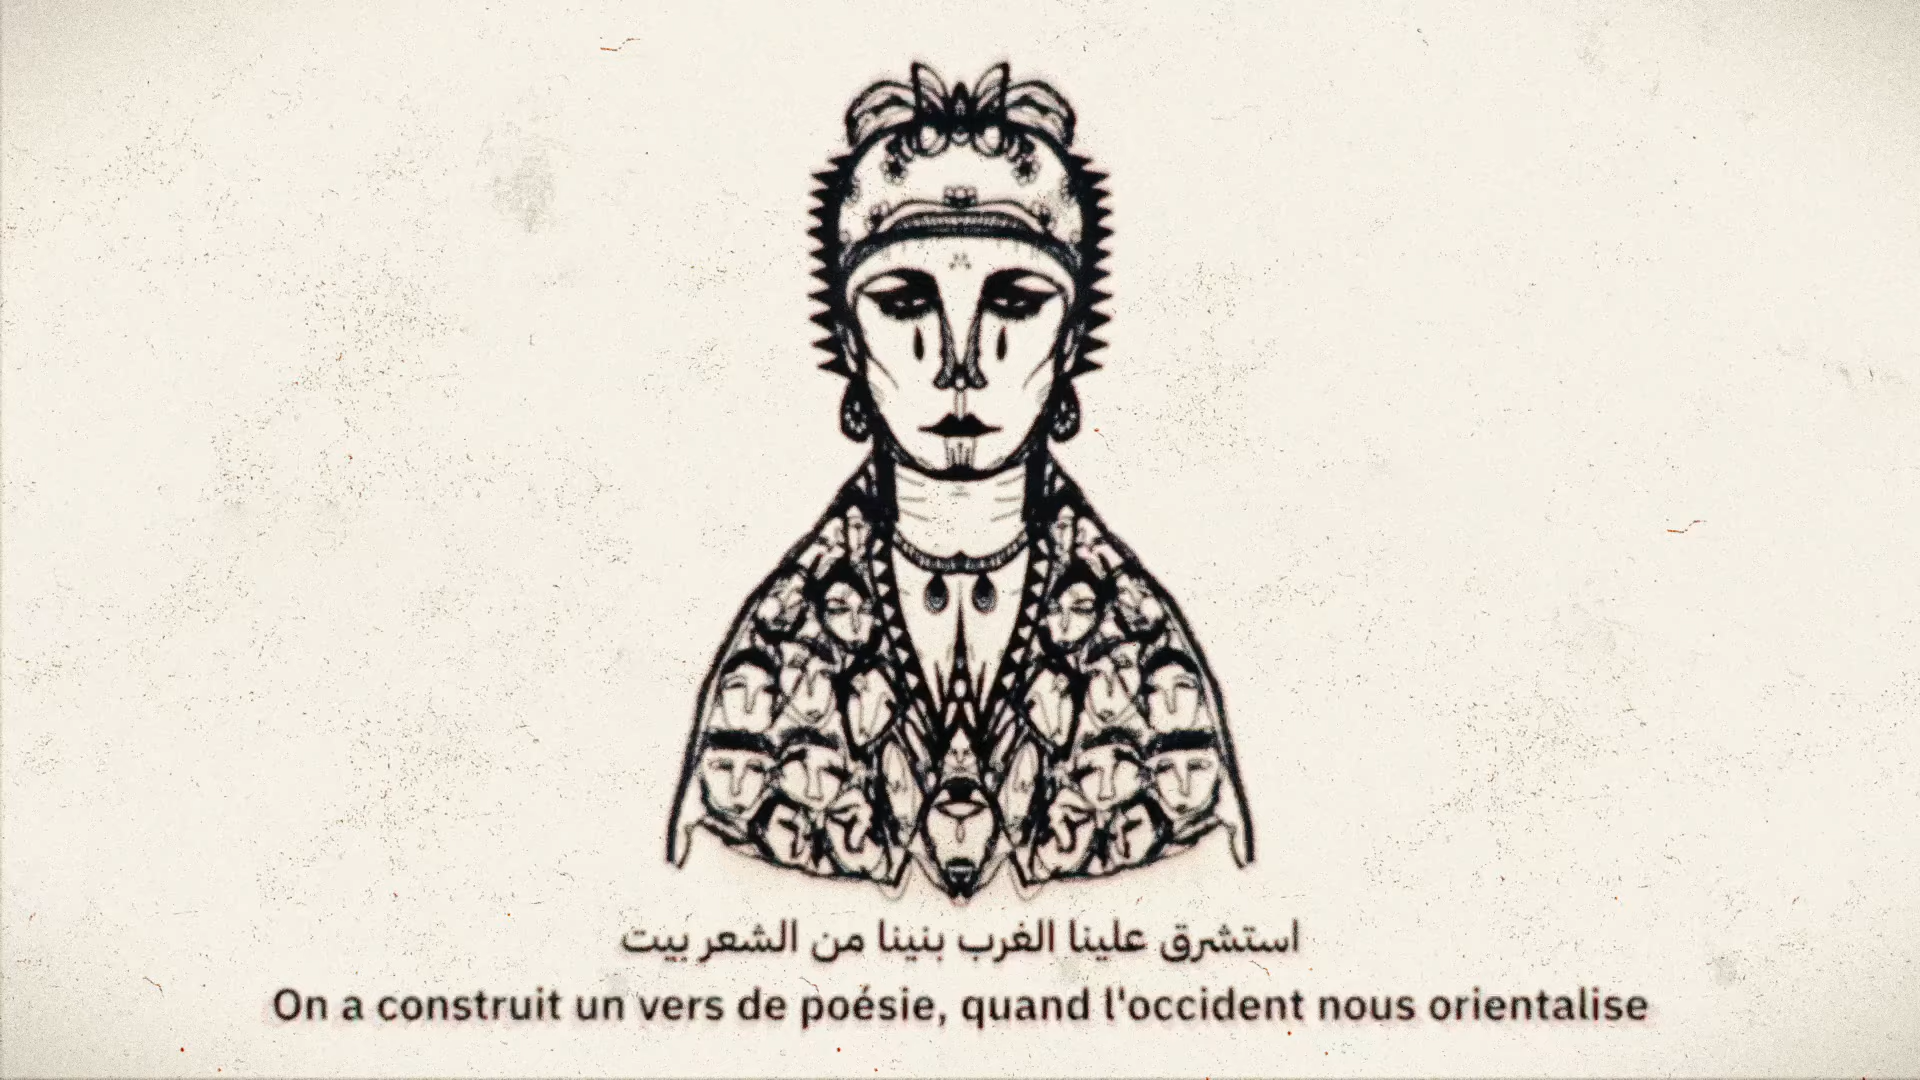 استشرق علينا الغرب بنينا من الشعر بيت
On a construit un vers de poésie, quand l'occident nous orientalise